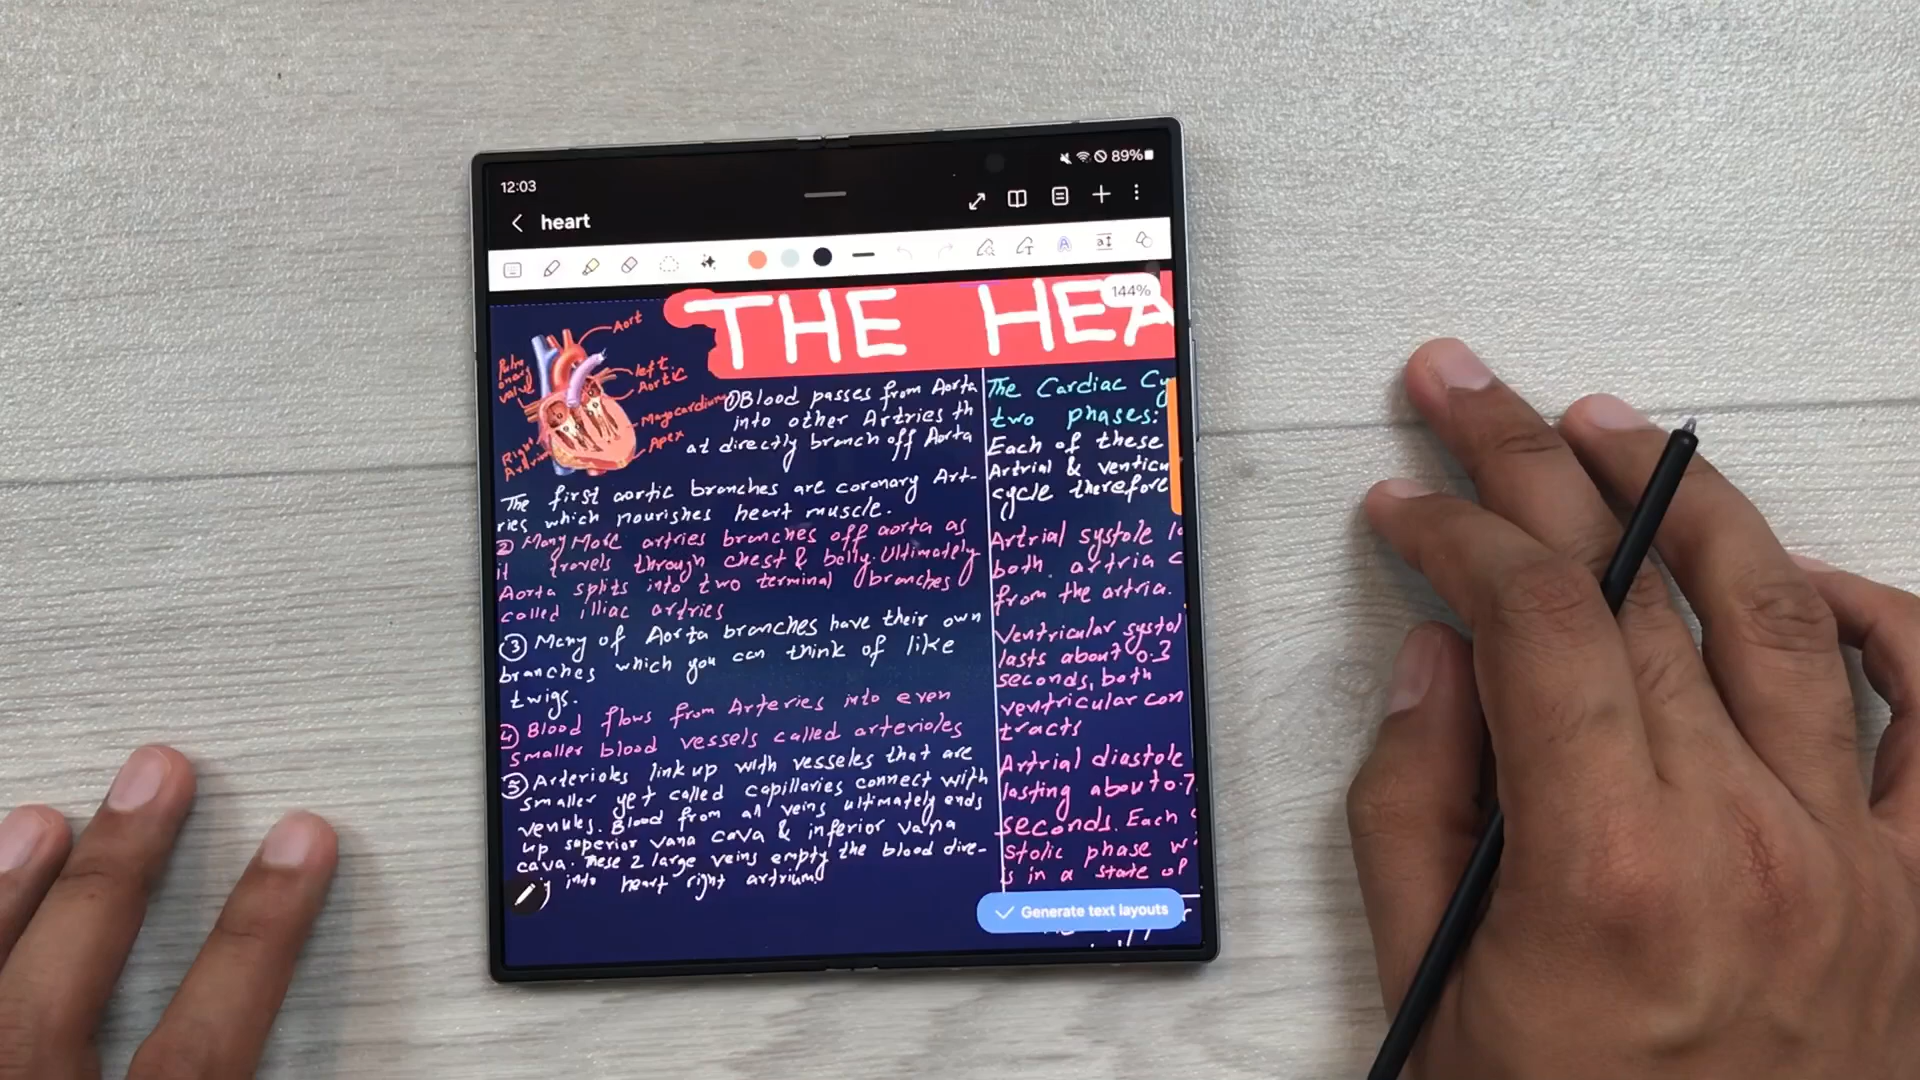 12:03
89%
heart
144%
THE HEA
Aort
Pulm
onary
valve
left
Aortic
Mayocardium
Apex
Right
Artrium
①Blood passes from Aorta
into other Artries th
at directly branch off Aorta
The first aortic branches are coronary Art-
ries which nourishes heart muscle.
② Many More artries branches off aorta as
it travels through chest & belly. Ultimately
Aorta splits into two terminal branches
called illiac artries
③ Many of Aorta branches have their own
branches which you can think of like
twigs.
④ Blood flows from Arteries into even
smaller blood vessels called arterioles
⑤ Arterioles link up with vesseles that are
smaller yet called capillaries connect with
venules. Blood from all veins ultimately ends
up superior vana cava & inferior vana
cava. These 2 large veins empty the blood dire-
y into heart right artrium.
The Cardiac Cy
two phases:
Each of these
Artrial & venticu
cycle therefore
Artrial systole la
both artria c
from the artria.
Ventricular systol
lasts about 0.3
seconds, both
ventricular con
tracts
Artrial diastole
lasting about 0.7
seconds. Each
stolic phase w
is in a state of
Generate text layouts